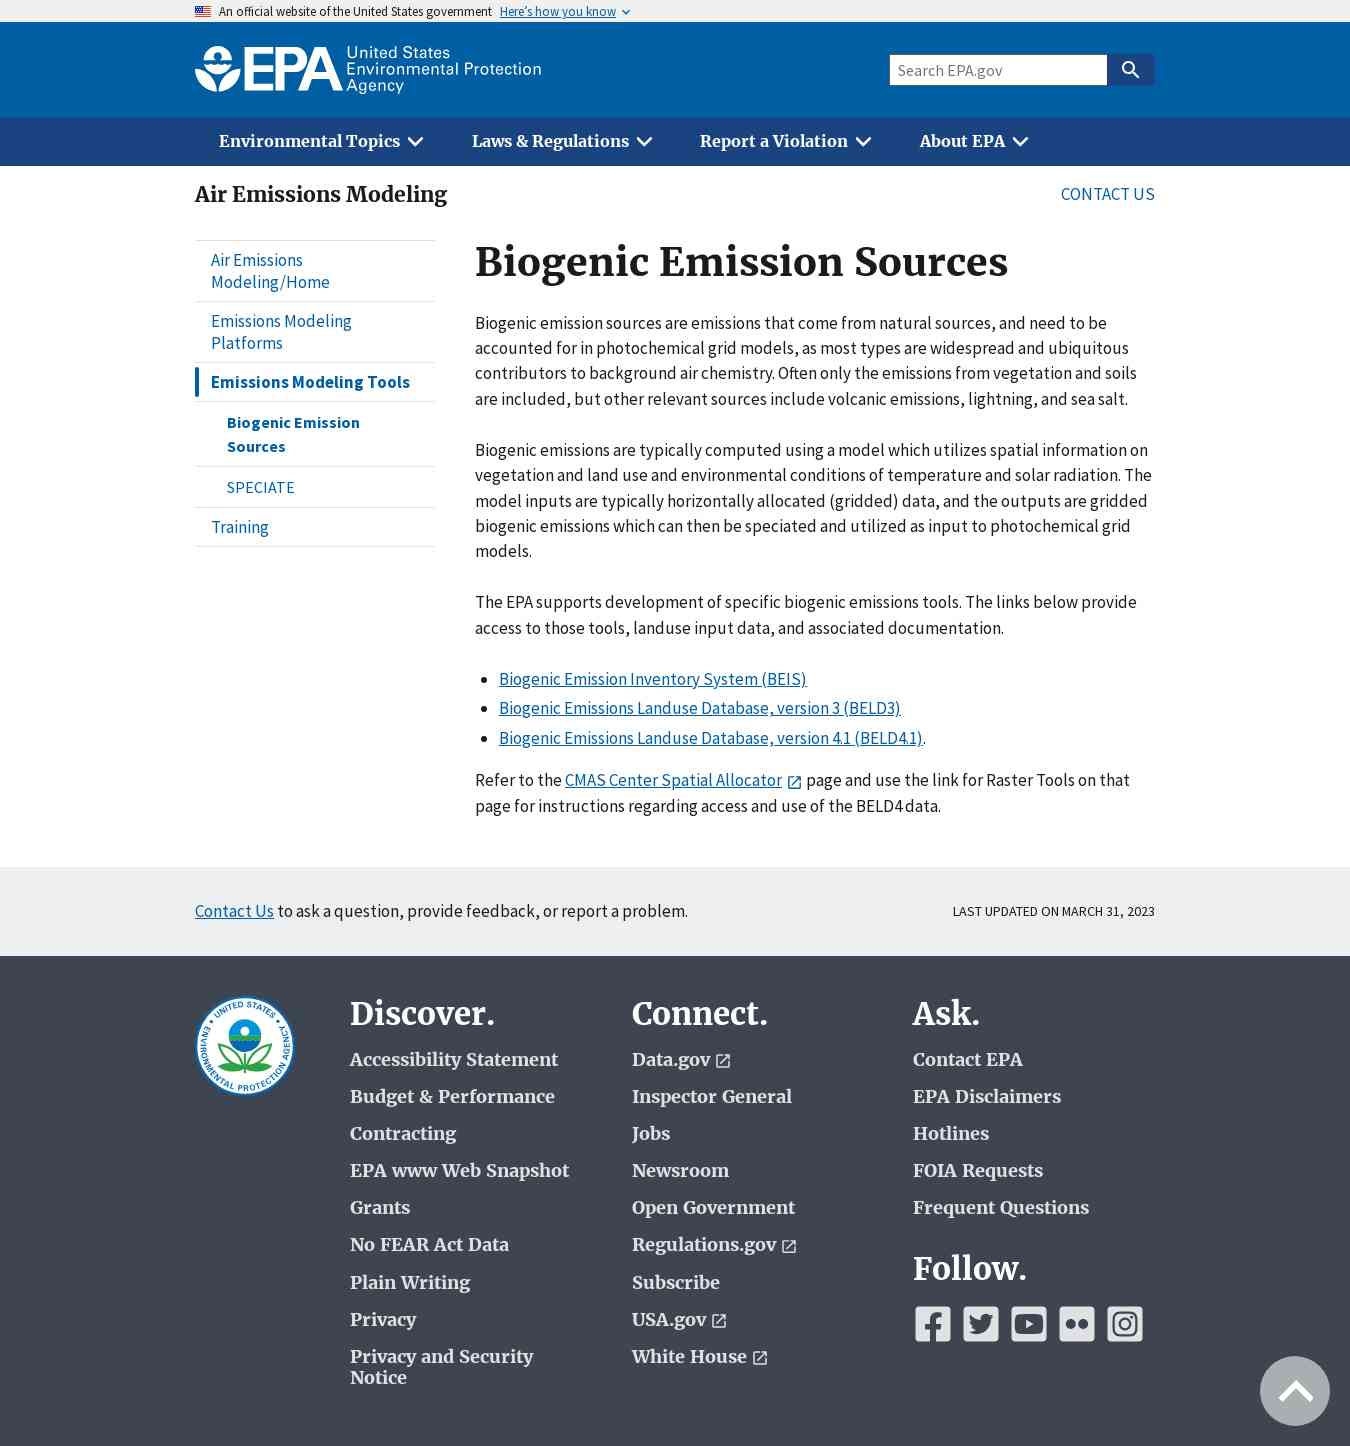 An official website of the United States government Here's how you know
EPA United States
Environmental Protection
Agency
Search EPA.gov
Environmental Topics Laws & Regulations Report a Violation About EPA
Air Emissions Modeling CONTACT US
Air Emissions
Modeling/Home
Emissions Modeling
Platforms
Emissions Modeling Tools
Biogenic Emission
Sources
SPECIATE
Training
Biogenic Emission Sources
Biogenic emission sources are emissions that come from natural sources, and need to be
accounted for in photochemical grid models, as most types are widespread and ubiquitous
contributors to background air chemistry. Often only the emissions from vegetation and soils
are included, but other relevant sources include volcanic emissions, lightning, and sea salt.
Biogenic emissions are typically computed using a model which utilizes spatial information on
vegetation and land use and environmental conditions of temperature and solar radiation. The
model inputs are typically horizontally allocated (gridded) data, and the outputs are gridded
biogenic emissions which can then be speciated and utilized as input to photochemical grid
models.
The EPA supports development of specific biogenic emissions tools. The links below provide
access to those tools, landuse input data, and associated documentation.
Biogenic Emission Inventory System (BEIS)
Biogenic Emissions Landuse Database, version 3 (BELD3)
Biogenic Emissions Landuse Database, version 4.1 (BELD4.1).
Refer to the CMAS Center Spatial Allocator page and use the link for Raster Tools on that
page for instructions regarding access and use of the BELD4 data.
Contact Us to ask a question, provide feedback, or report a problem.
LAST UPDATED ON MARCH 31, 2023
UNITED STATES
ENVIRONMENTAL PROTECTION AGENCY
Discover.
Accessibility Statement
Budget & Performance
Contracting
EPA www Web Snapshot
Grants
No FEAR Act Data
Plain Writing
Privacy
Privacy and Security
Notice
Connect.
Data.gov
Inspector General
Jobs
Newsroom
Open Government
Regulations.gov
Subscribe
USA.gov
White House
Ask.
Contact EPA
EPA Disclaimers
Hotlines
FOIA Requests
Frequent Questions
Follow.